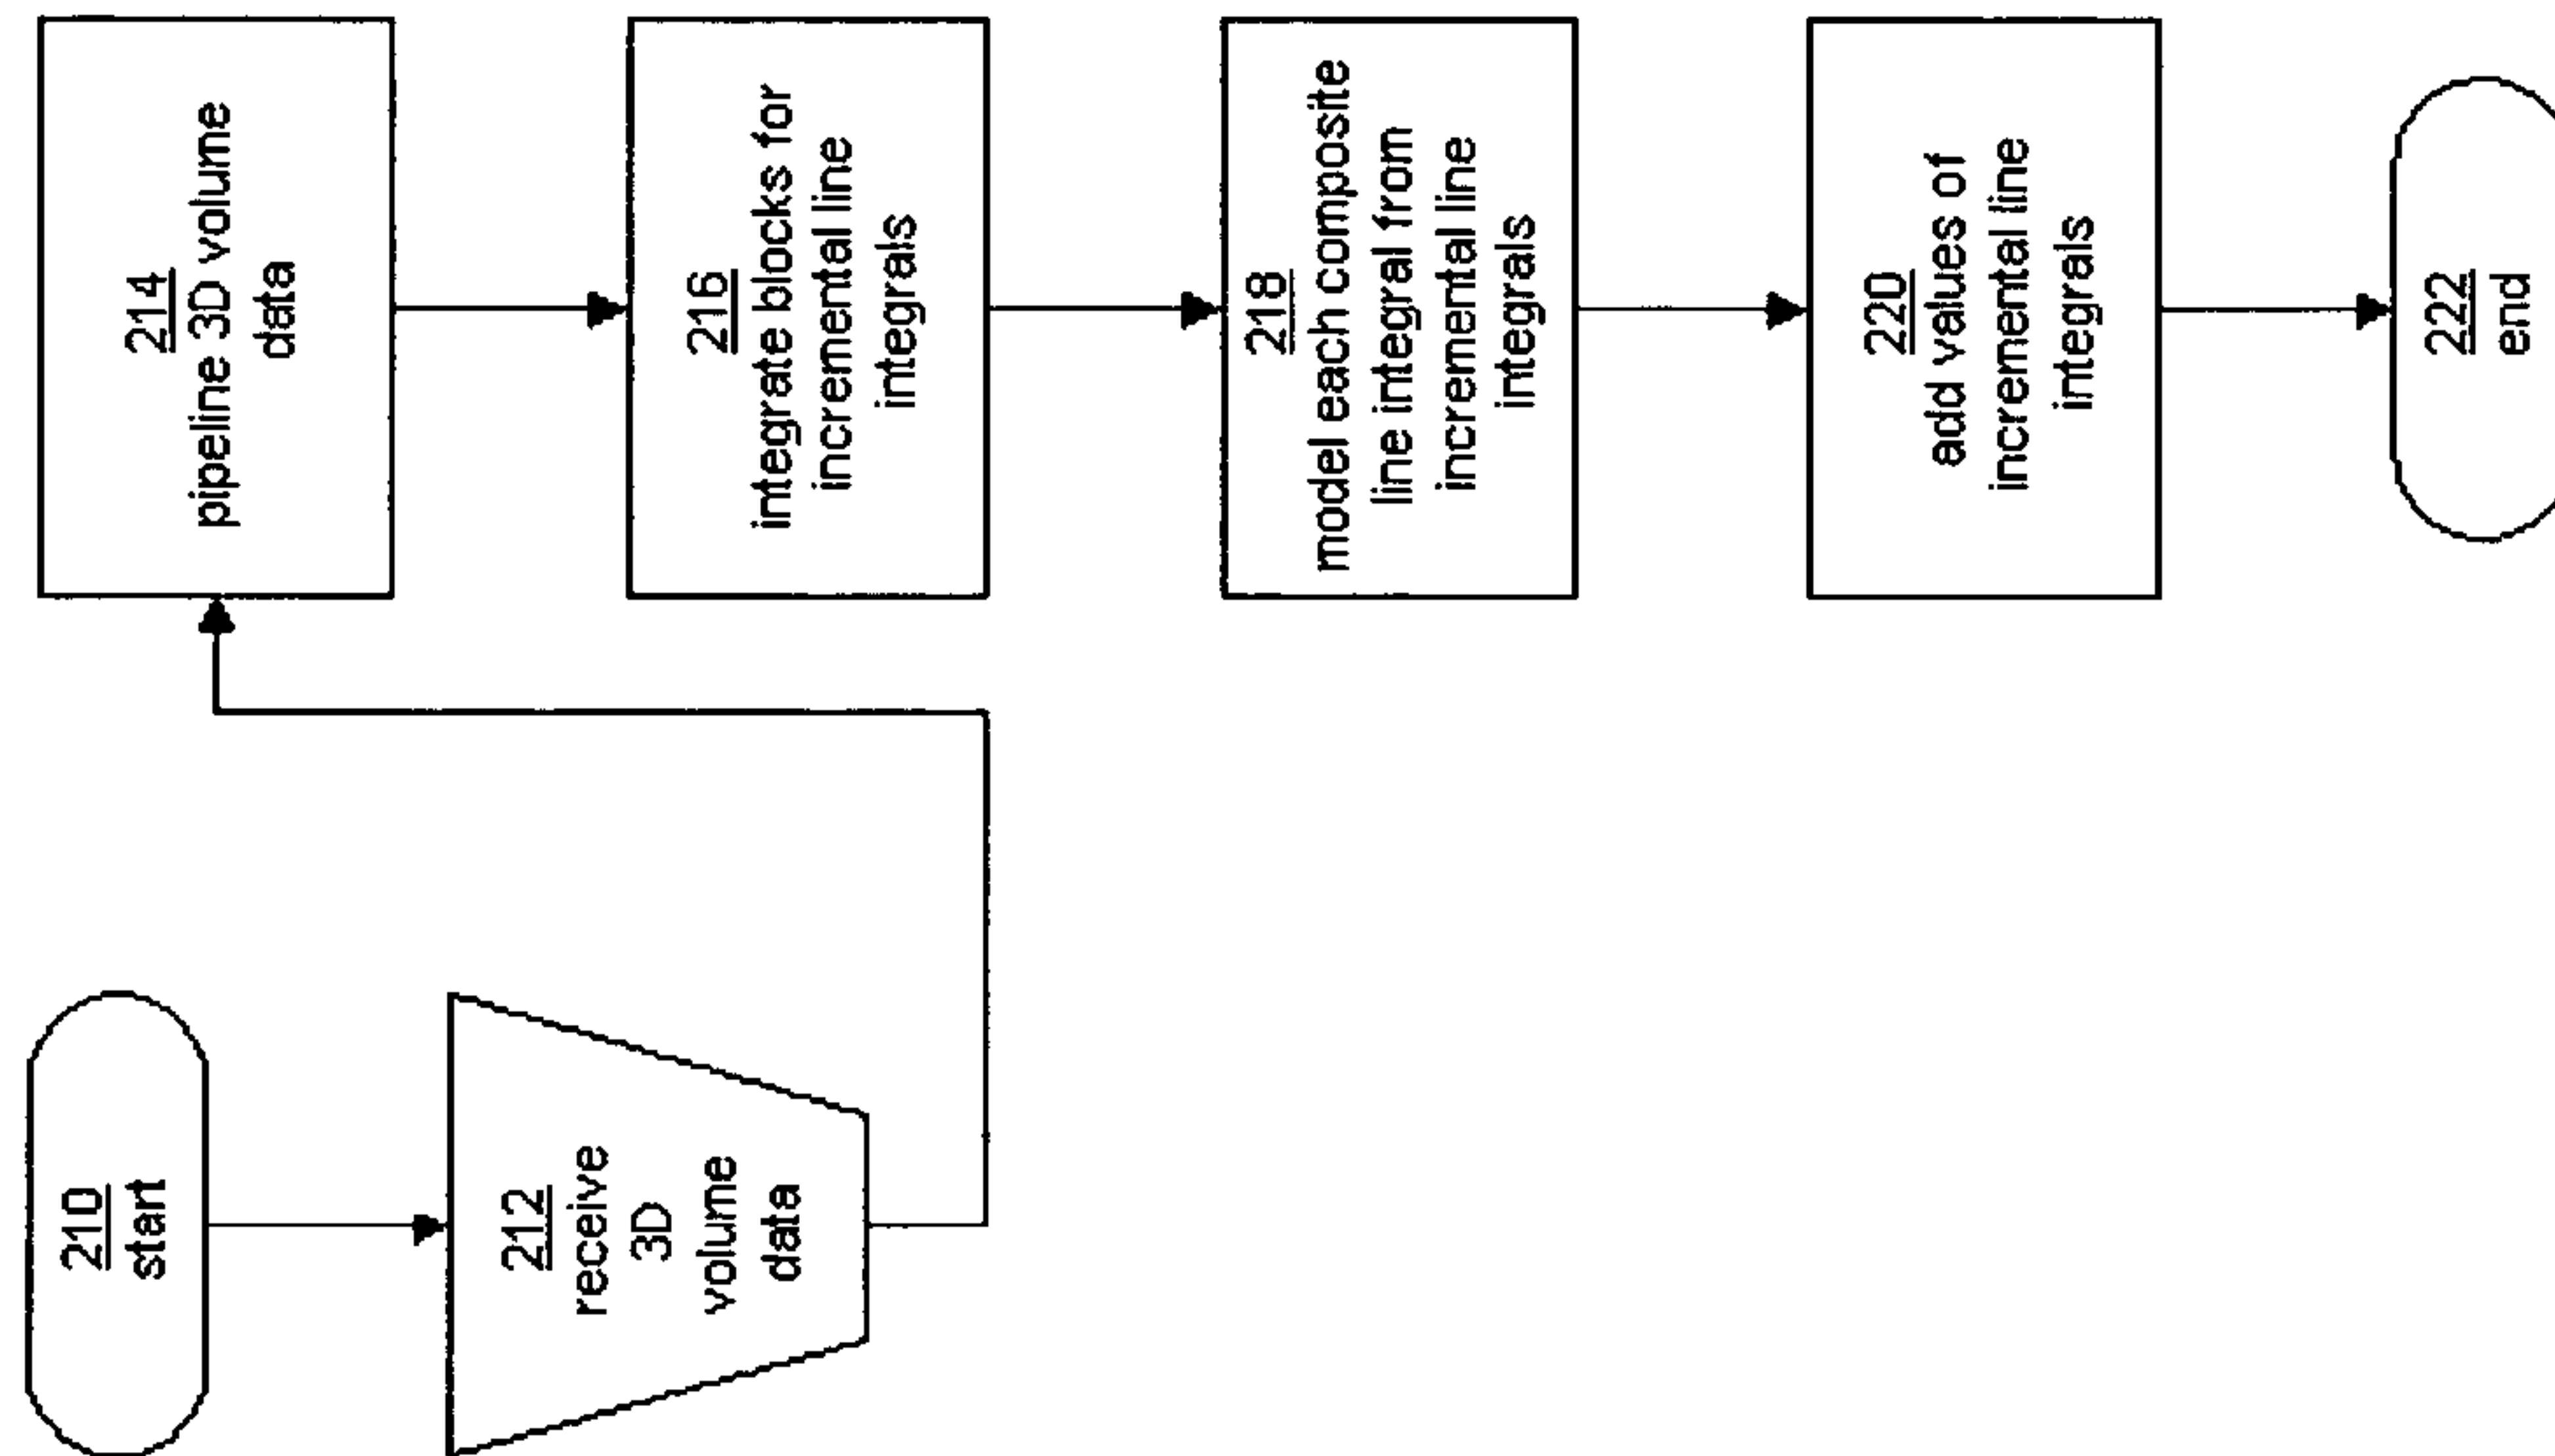 210
start
212
receive
3D
volume
data
214
pipeline 3D volume
data
216
integrate blocks for
incremental line
integrals
218
model each composite
line integral from
incremental line
integrals
220
add values of
incremental line
integrals
222
end